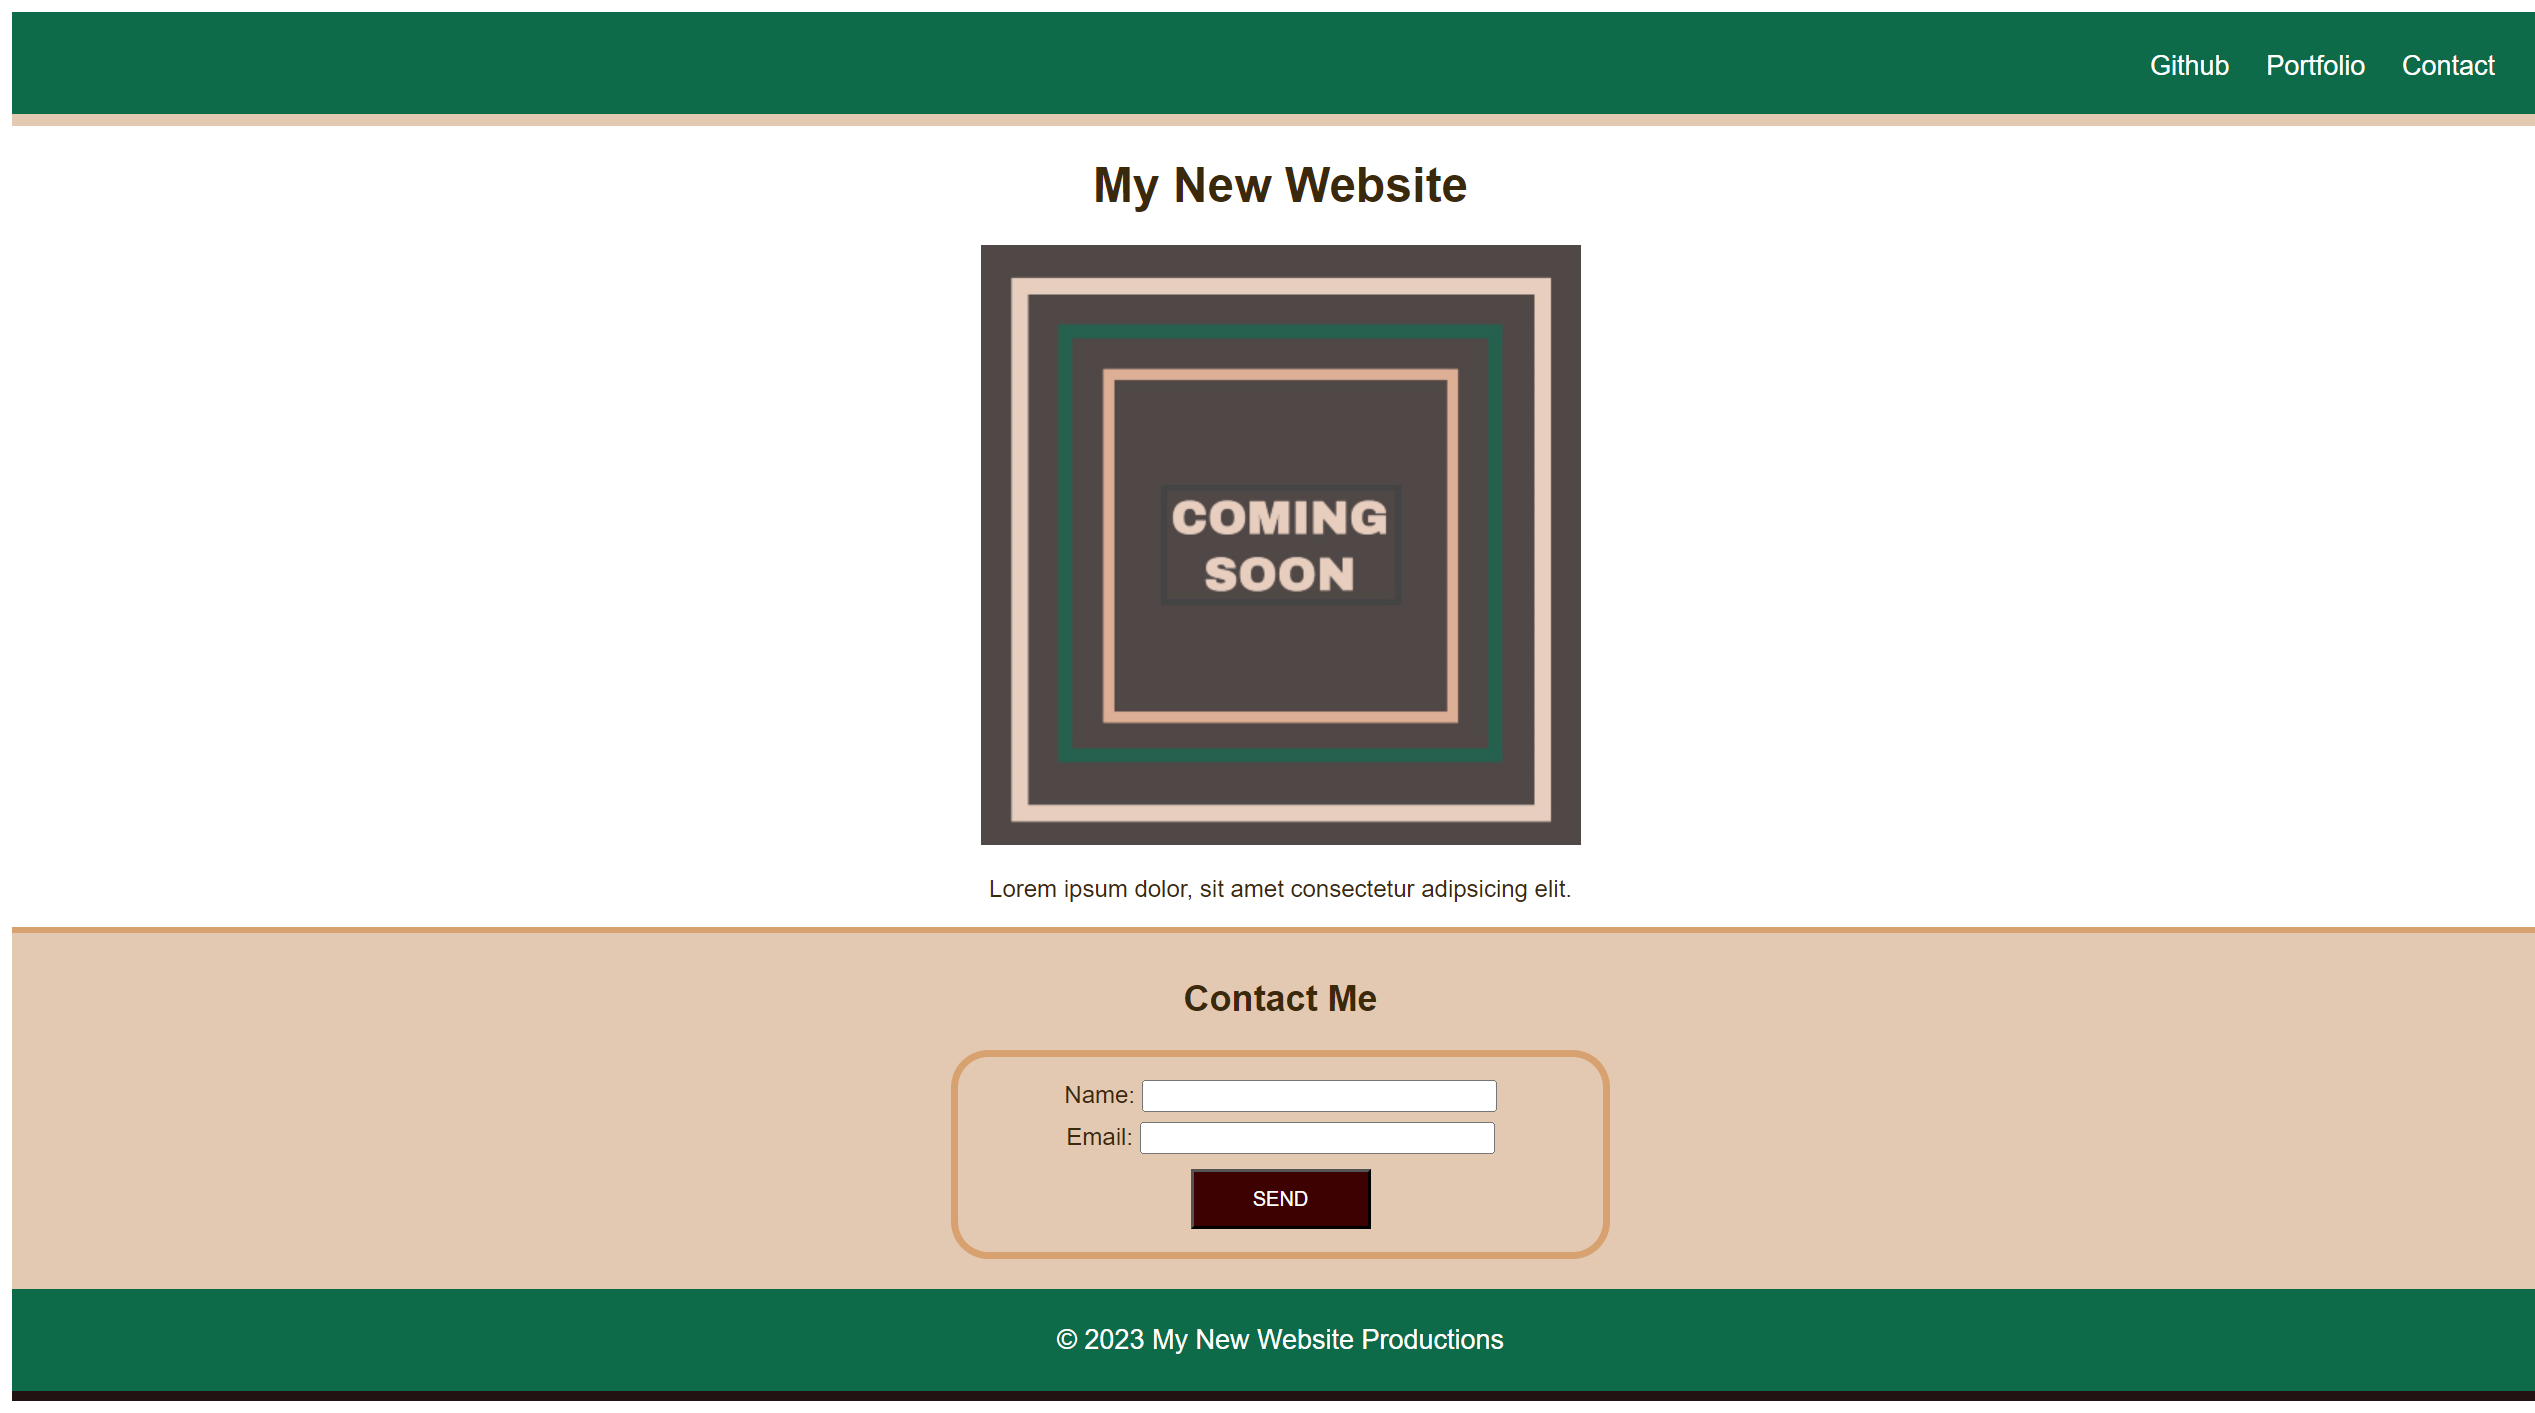 Github Portfolio Contact
My New Website
COMING
SOON
Lorem ipsum dolor, sit amet consectetur adipsicing elit.
Contact Me
Name:
Email:
SEND
© 2023 My New Website Productions